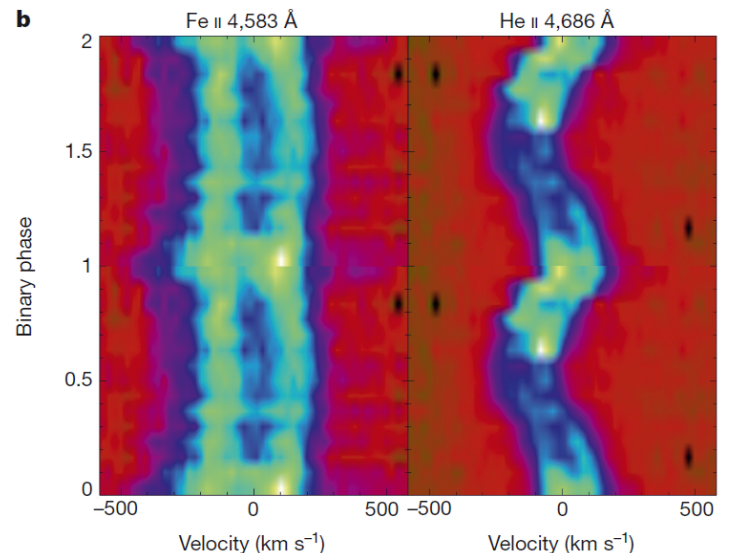 b
Fe II 4,583 Å He II 4,686 Å
2
1.5
1
0.5
0
Binary phase
−500 0 500 −500 0 500
Velocity (km s⁻¹) Velocity (km s⁻¹)